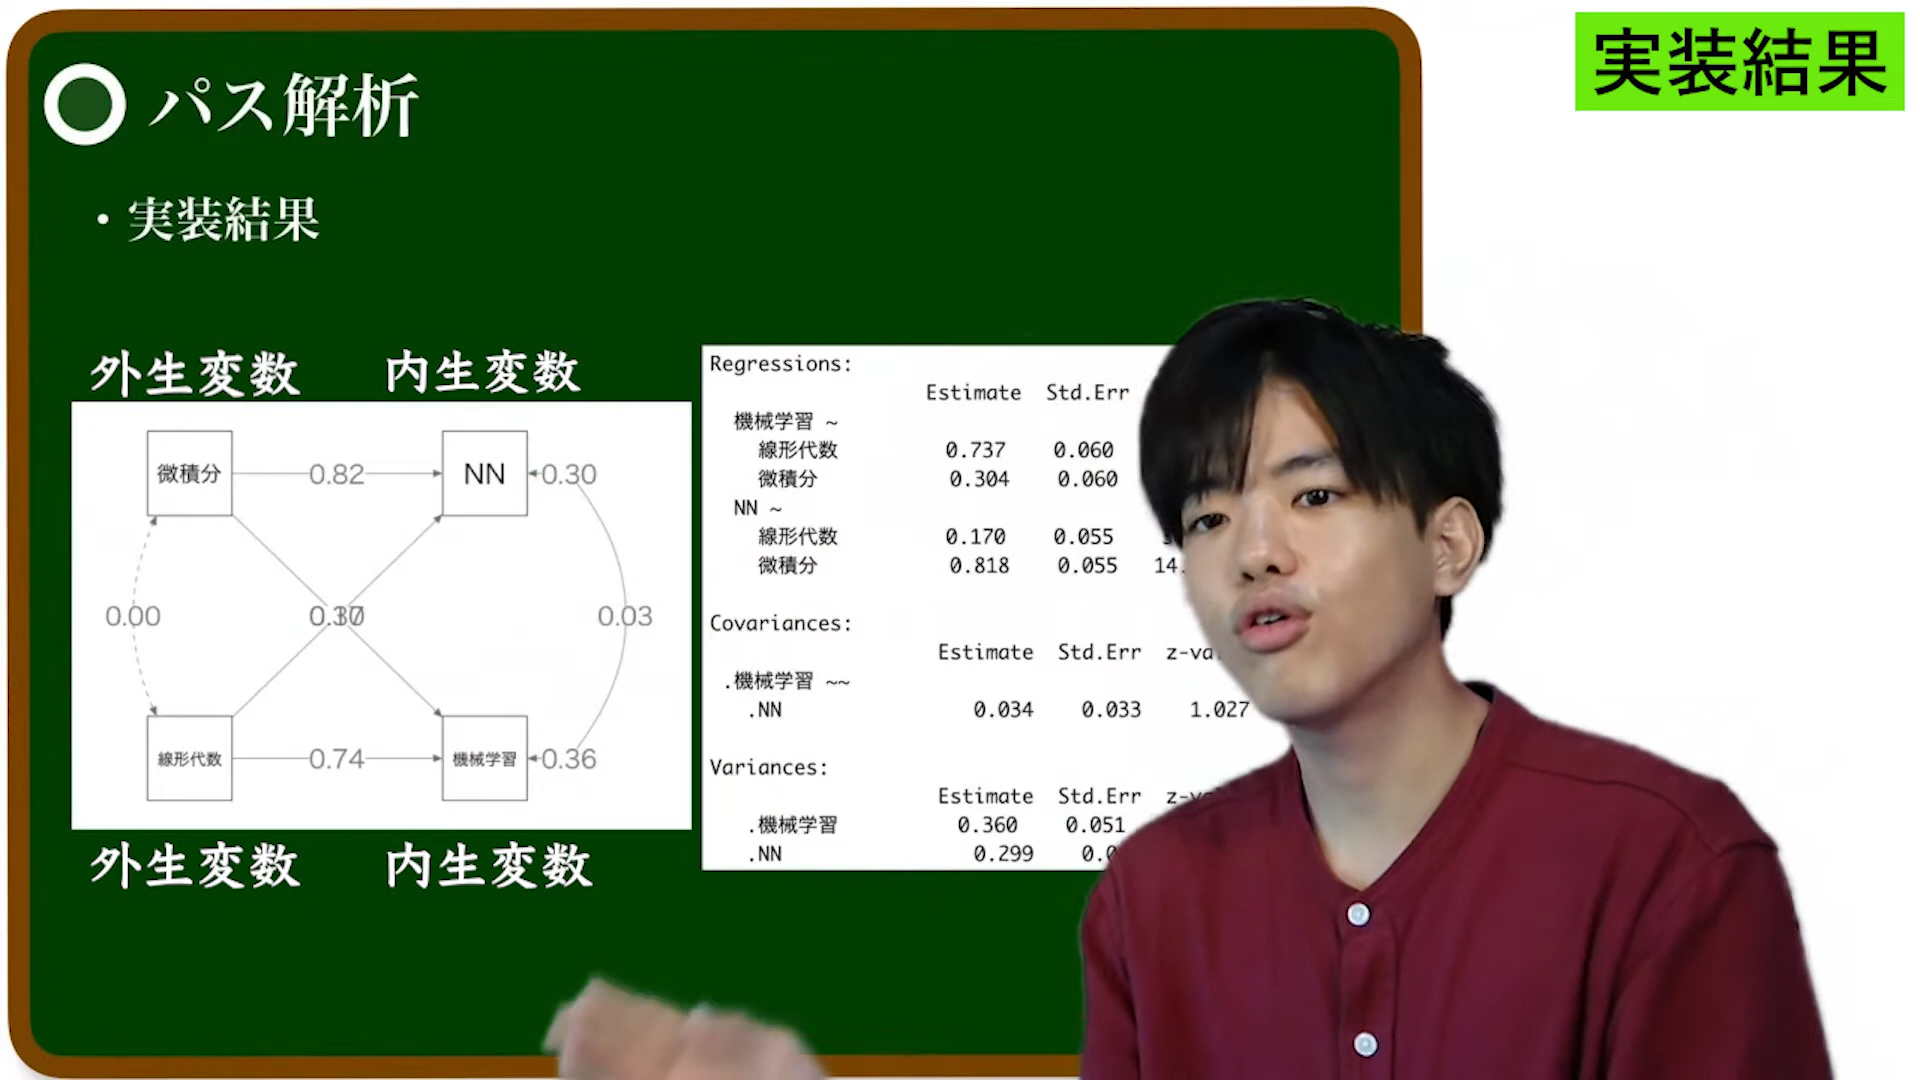 実装結果
パス解析
・実装結果
外生変数 内生変数
微積分 0.82 NN 0.30
0.00 0.03
線形代数 0.74 機械学習 0.36
外生変数 内生変数
Regressions:
Estimate Std.Err
機械学習 ~
線形代数 0.737 0.060
微積分 0.304 0.060
NN ~
線形代数 0.170 0.055
微積分 0.818 0.055 14.
Covariances:
Estimate Std.Err
.機械学習 ~~
.NN 0.034 0.033 1.027
Variances:
Estimate Std.Err
.機械学習 0.360 0.051
.NN 0.299